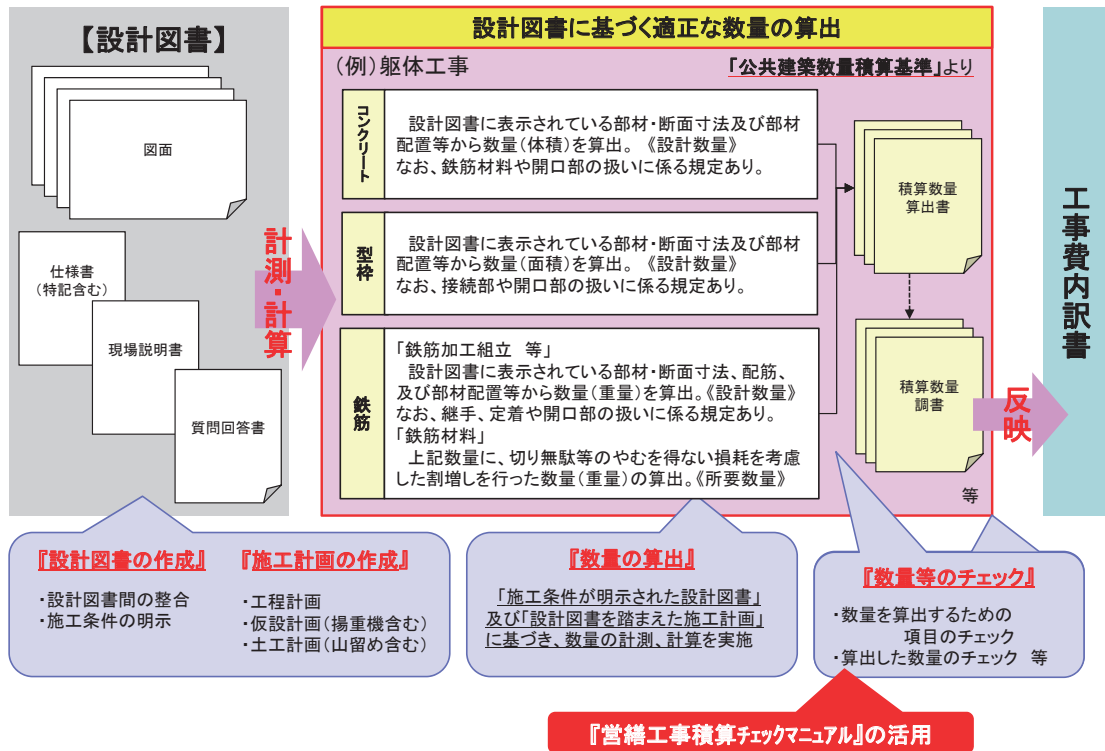 【設計図書】
図面
仕様書
(特記含む)
現場説明書
質問回答書
計測・計算
設計図書に基づく適正な数量の算出
(例)躯体工事
「公共建築数量積算基準」より
コンクリート
設計図書に表示されている部材・断面寸法及び部材
配置等から数量(体積)を算出。《設計数量》
なお、鉄筋材料や開口部の扱いに係る規定あり。
型枠
設計図書に表示されている部材・断面寸法及び部材
配置等から数量(面積)を算出。《設計数量》
なお、接続部や開口部の扱いに係る規定あり。
鉄筋
「鉄筋加工組立 等」
設計図書に表示されている部材・断面寸法、配筋、
及び部材配置等から数量(重量)を算出。《設計数量》
なお、継手、定着や開口部の扱いに係る規定あり。
「鉄筋材料」
上記数量に、切り無駄等のやむを得ない損耗を考慮
した割増しを行った数量(重量)の算出。《所要数量》
積算数量
算出書
積算数量
調書
等
反映
工事費内訳書
『設計図書の作成』
・設計図書間の整合
・施工条件の明示
『施工計画の作成』
・工程計画
・仮設計画(揚重機含む)
・土工計画(山留め含む)
『数量の算出』
「施工条件が明示された設計図書」
及び「設計図書を踏まえた施工計画」
に基づき、数量の計測、計算を実施
『数量等のチェック』
・数量を算出するための
項目のチェック
・算出した数量のチェック 等
『営繕工事積算チェックマニュアル』の活用